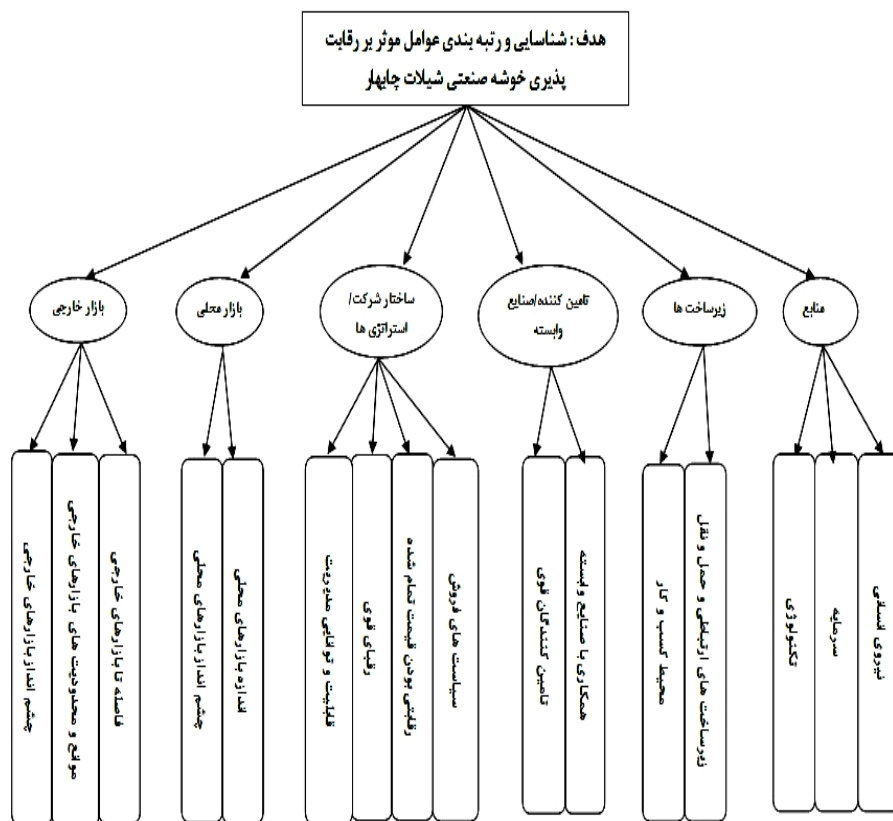 هدف : شناسایی و رتبه بندی عوامل موثر بر رقابت
پذیری خوشه صنعتی شیلات چابهار
منابع
زیرساخت ها
تامین کننده/صنایع
وابسته
ساختار شرکت/
استراتژی ها
بازار محلی
بازار خارجی
نیروی انسانی
سرمایه
تکنولوژی
زیرساخت های ارتباطی و حمل و نقل
محیط کسب و کار
همکاری با صنایع وابسته
تامین کنندگان قوی
سیاست های فروش
رقابتی بودن قیمت تمام شده
رقبای قوی
قابلیت و توانایی مدیریت
اندازه بازارهای محلی
چشم انداز بازارهای محلی
فاصله تا بازارهای خارجی
موانع و محدودیت های بازارهای خارجی
چشم انداز بازارهای خارجی